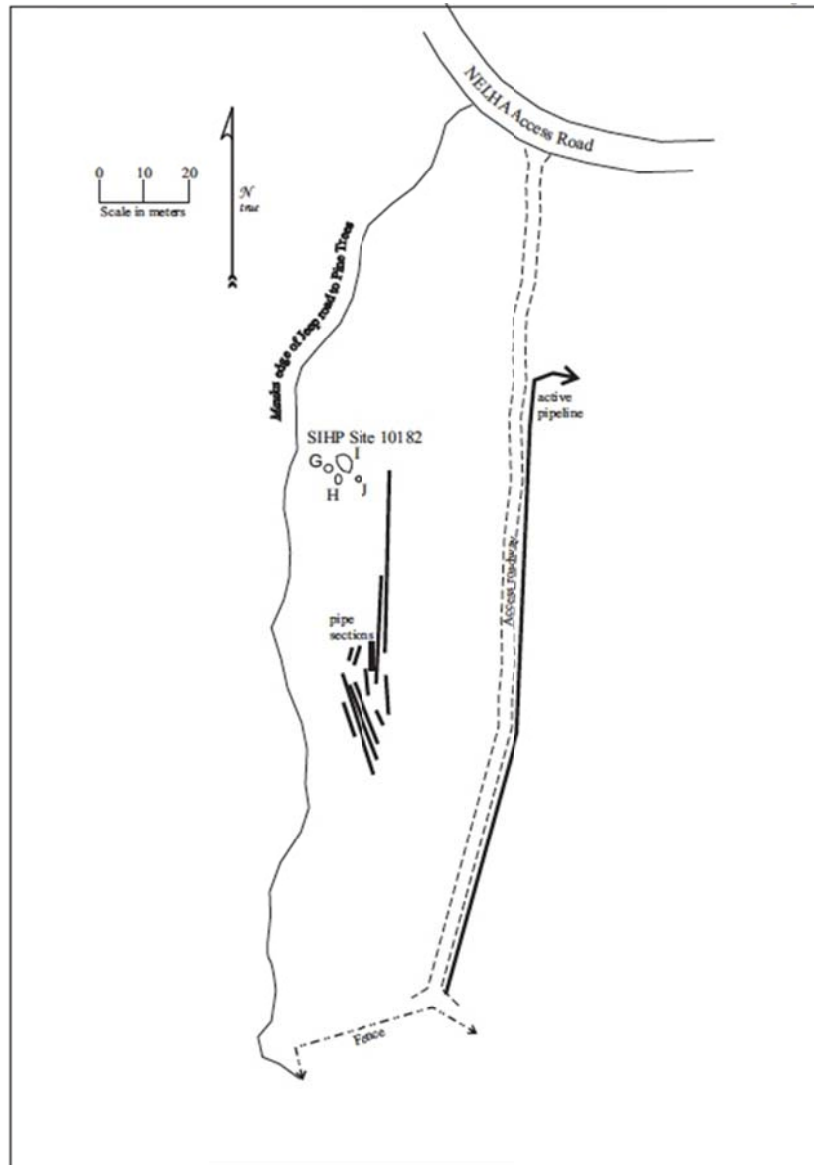 NELHA Access Road
0 10 20
Scale in meters
N
true
Mauka edge of Jeep road to Pine Trees
active
pipeline
SIHP Site 10182
I
G
H
J
Access roadway
pipe
sections
Fence